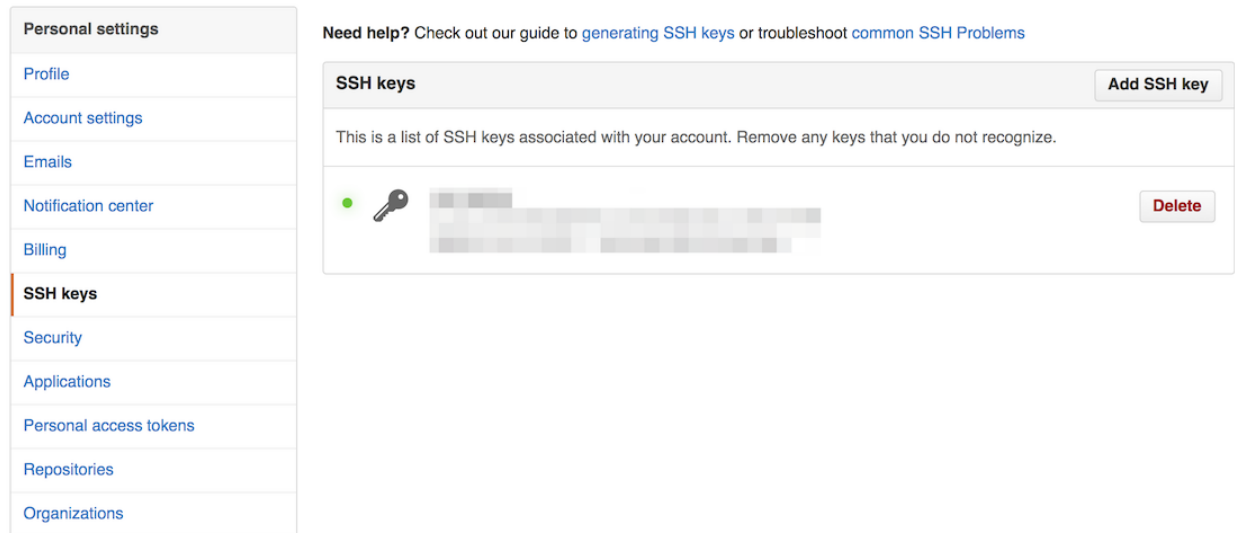 Personal settings
Profile
Account settings
Emails
Notification center
Billing
SSH keys
Security
Applications
Personal access tokens
Repositories
Organizations
Need help? Check out our guide to generating SSH keys or troubleshoot common SSH Problems
SSH keys
Add SSH key
This is a list of SSH keys associated with your account. Remove any keys that you do not recognize.
Delete